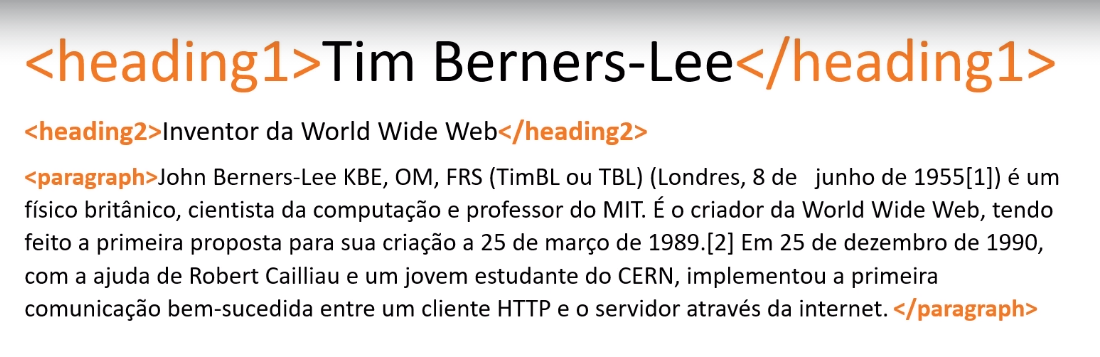 <heading1>Tim Berners-Lee</heading1>
<heading2>Inventor da World Wide Web</heading2>
<paragraph>John Berners-Lee KBE, OM, FRS (TimBL ou TBL) (Londres, 8 de   junho de 1955[1]) é um
físico britânico, cientista da computação e professor do MIT. É o criador da World Wide Web, tendo
feito a primeira proposta para sua criação a 25 de março de 1989.[2] Em 25 de dezembro de 1990,
com a ajuda de Robert Cailliau e um jovem estudante do CERN, implementou a primeira
comunicação bem-sucedida entre um cliente HTTP e o servidor através da internet. </paragraph>